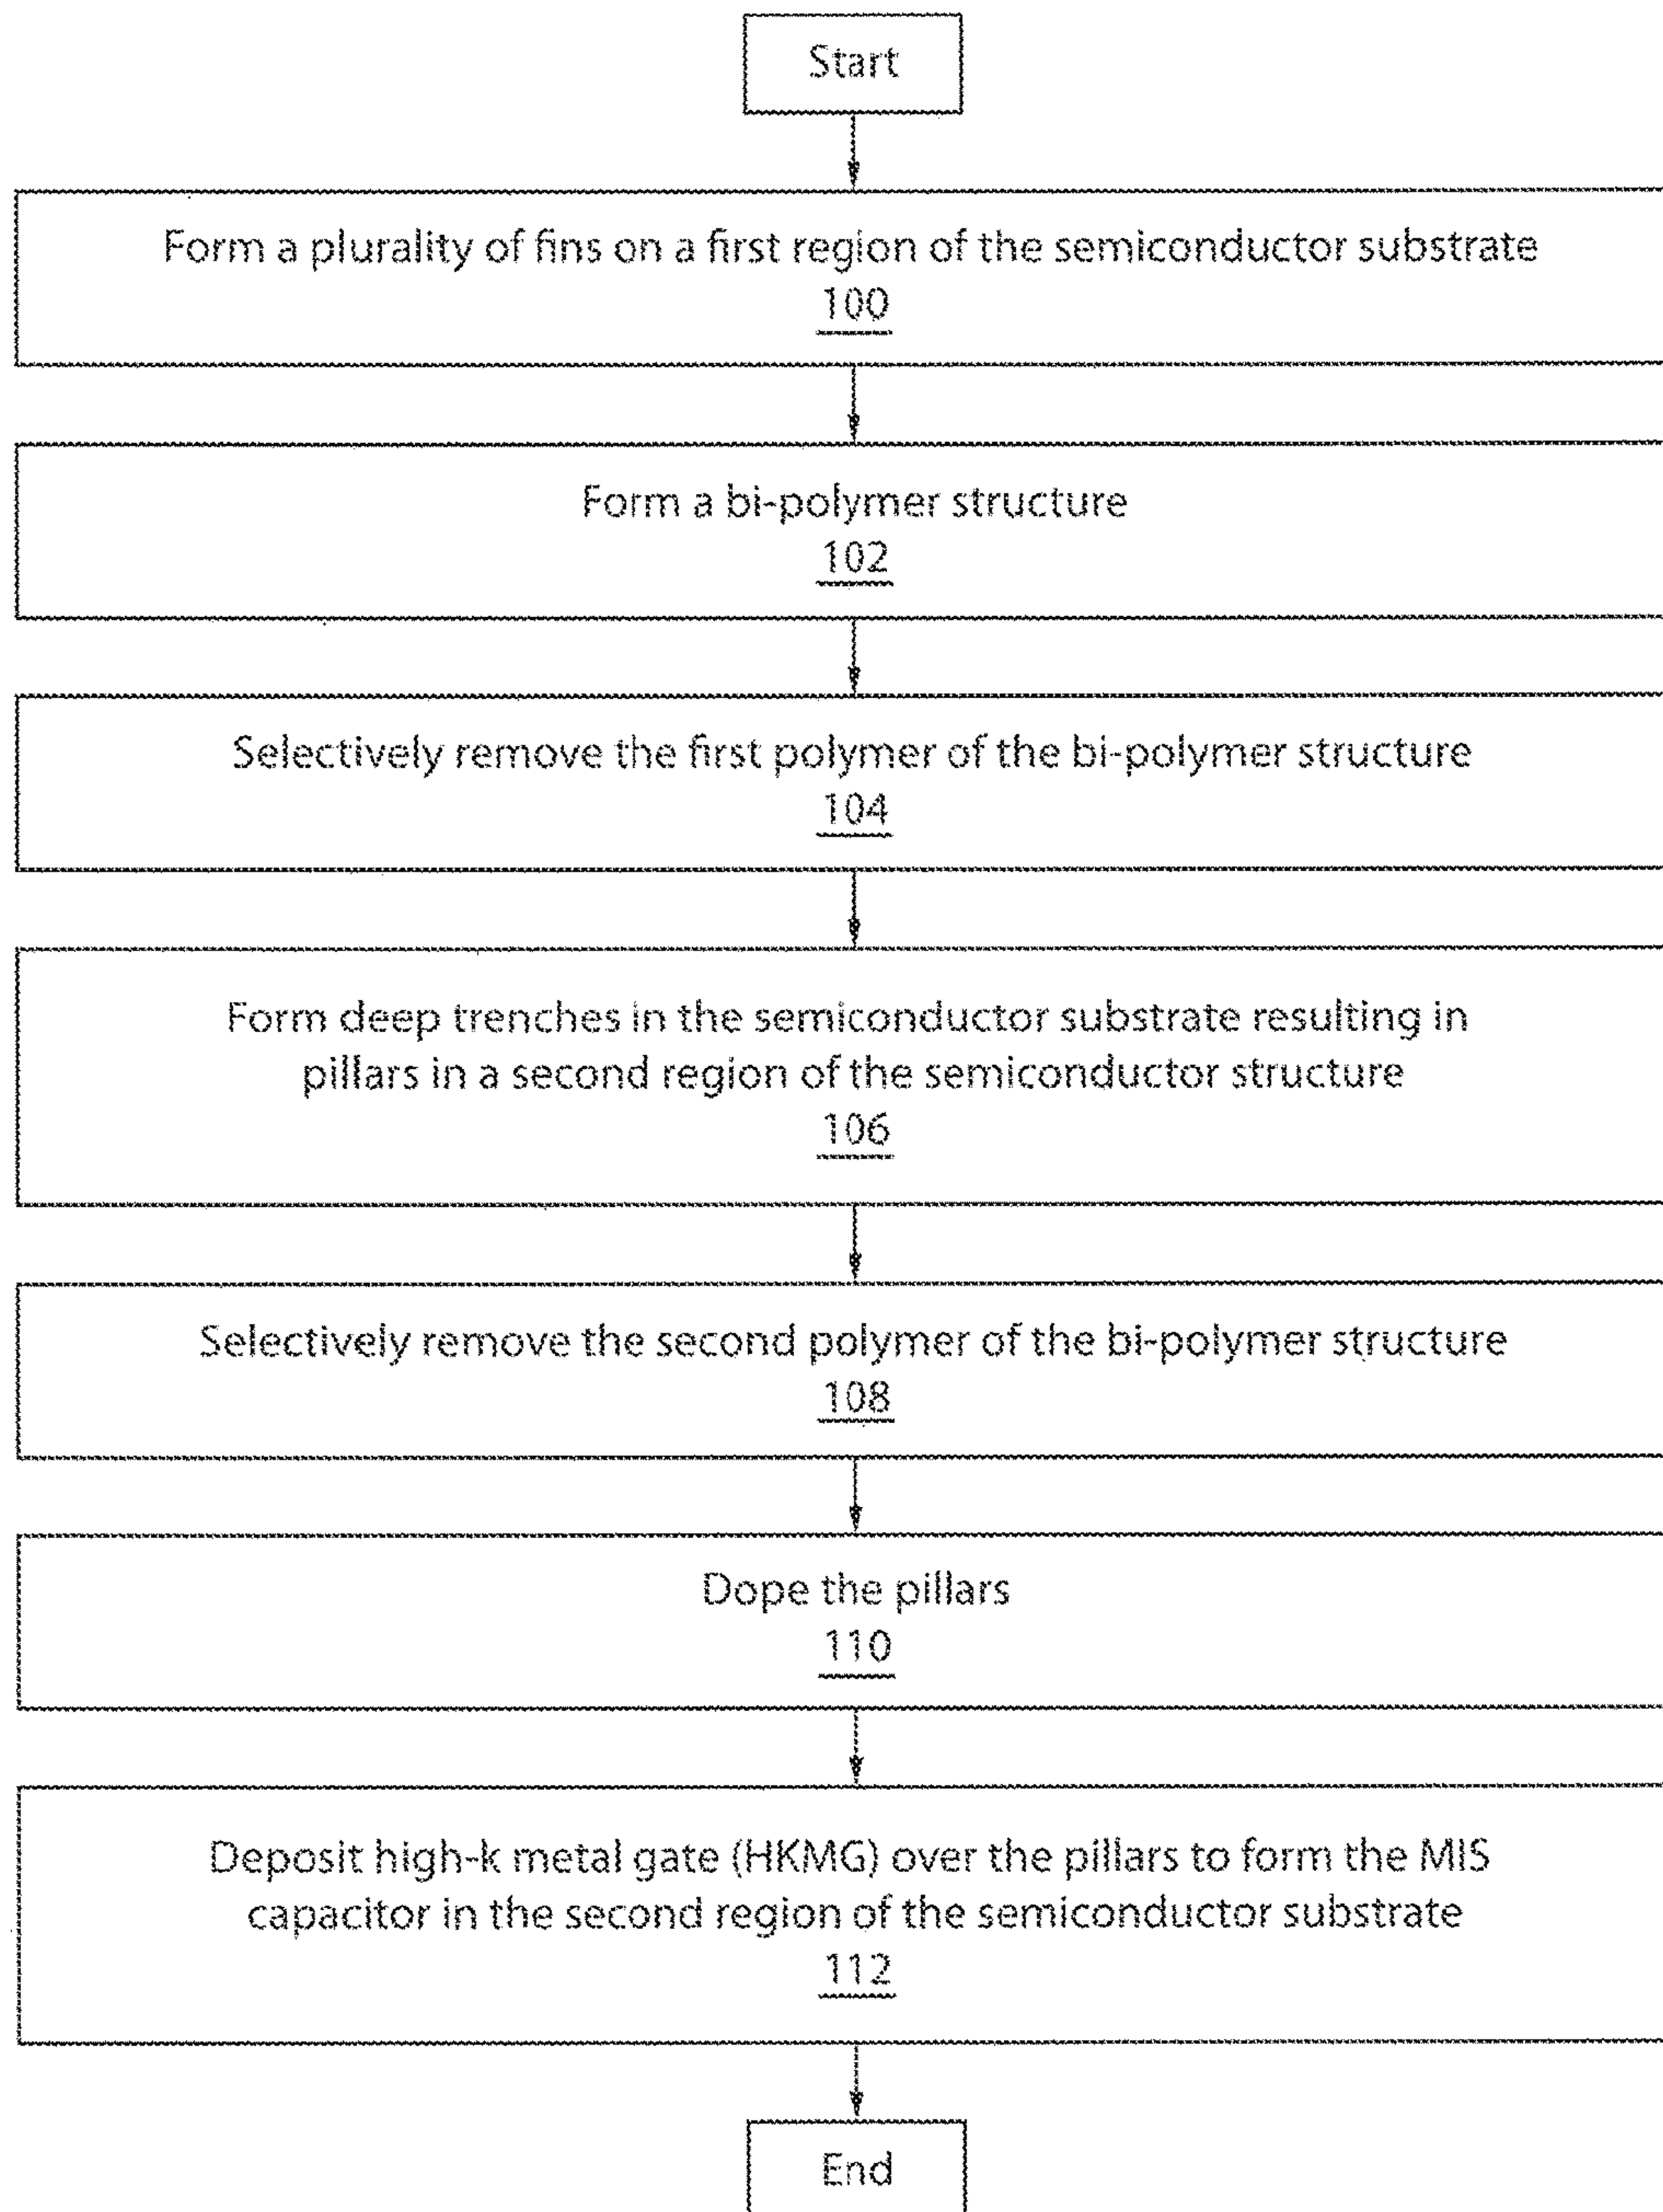 Start
Form a plurality of fins on a first region of the semiconductor substrate
100
Form a bi-polymer structure
102
Selectively remove the first polymer of the bi-polymer structure
104
Form deep trenches in the semiconductor substrate resulting in
pillars in a second region of the semiconductor structure
106
Selectively remove the second polymer of the bi-polymer structure
108
Dope the pillars
110
Deposit high-k metal gate (HKMG) over the pillars to form the MIS
capacitor in the second region of the semiconductor substrate
112
End